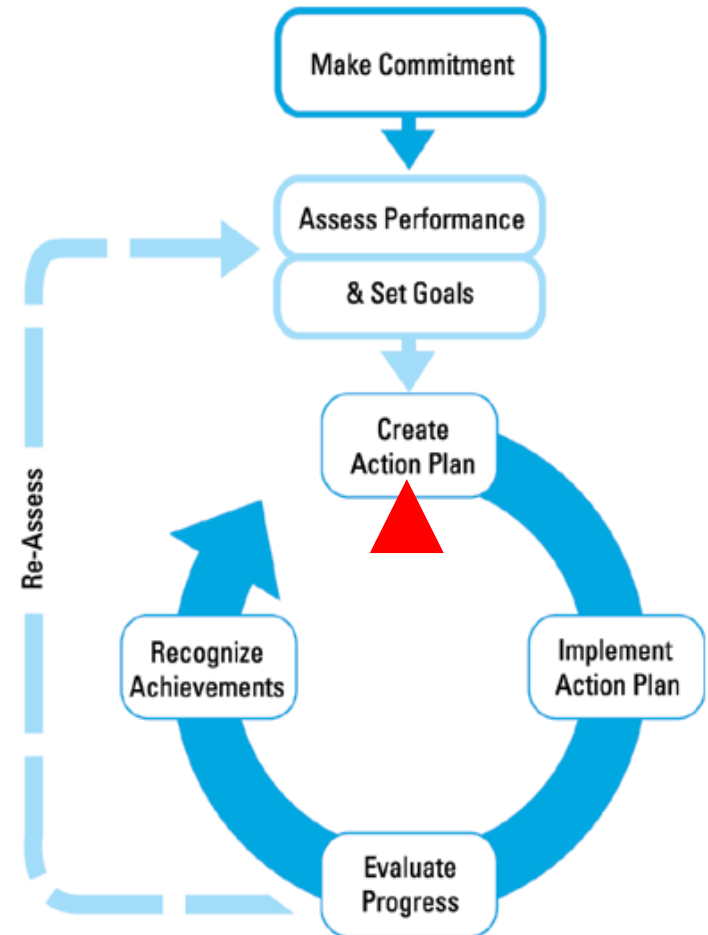 Make Commitment
Assess Performance
& Set Goals
Create
Action Plan
Re-Assess
Recognize
Achievements
Implement
Action Plan
Evaluate
Progress